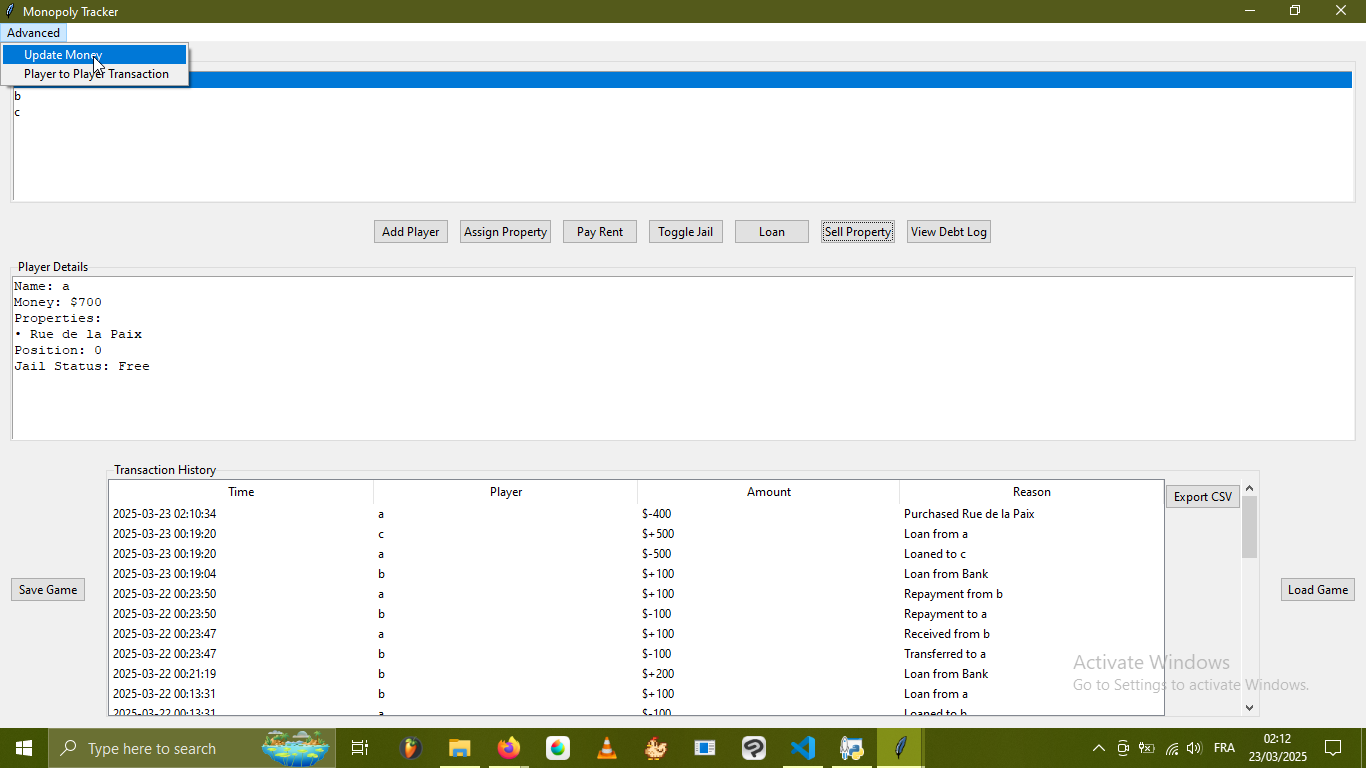 Monopoly Tracker
Advanced
Update Money
Player to Player Transaction
b
c
Add Player Assign Property Pay Rent Toggle Jail Loan Sell Property View Debt Log
Player Details
Name: a
Money: $700
Properties:
• Rue de la Paix
Position: 0
Jail Status: Free
Transaction History
Time Player Amount Reason
Export CSV
2025-03-23 02:10:34 a $-400 Purchased Rue de la Paix
2025-03-23 00:19:20 c $+500 Loan from a
2025-03-23 00:19:20 a $-500 Loaned to c
2025-03-23 00:19:04 b $+100 Loan from Bank
2025-03-22 00:23:50 a $+100 Repayment from b
2025-03-22 00:23:50 b $-100 Repayment to a
2025-03-22 00:23:47 a $+100 Received from b
2025-03-22 00:23:47 b $-100 Transferred to a
2025-03-22 00:21:19 b $+200 Loan from Bank
2025-03-22 00:13:31 b $+100 Loan from a
2025-03-22 00:13:31 a $-100 Loaned to b
Save Game
Load Game
Activate Windows
Go to Settings to activate Windows.
Type here to search
FRA
02:12
23/03/2025